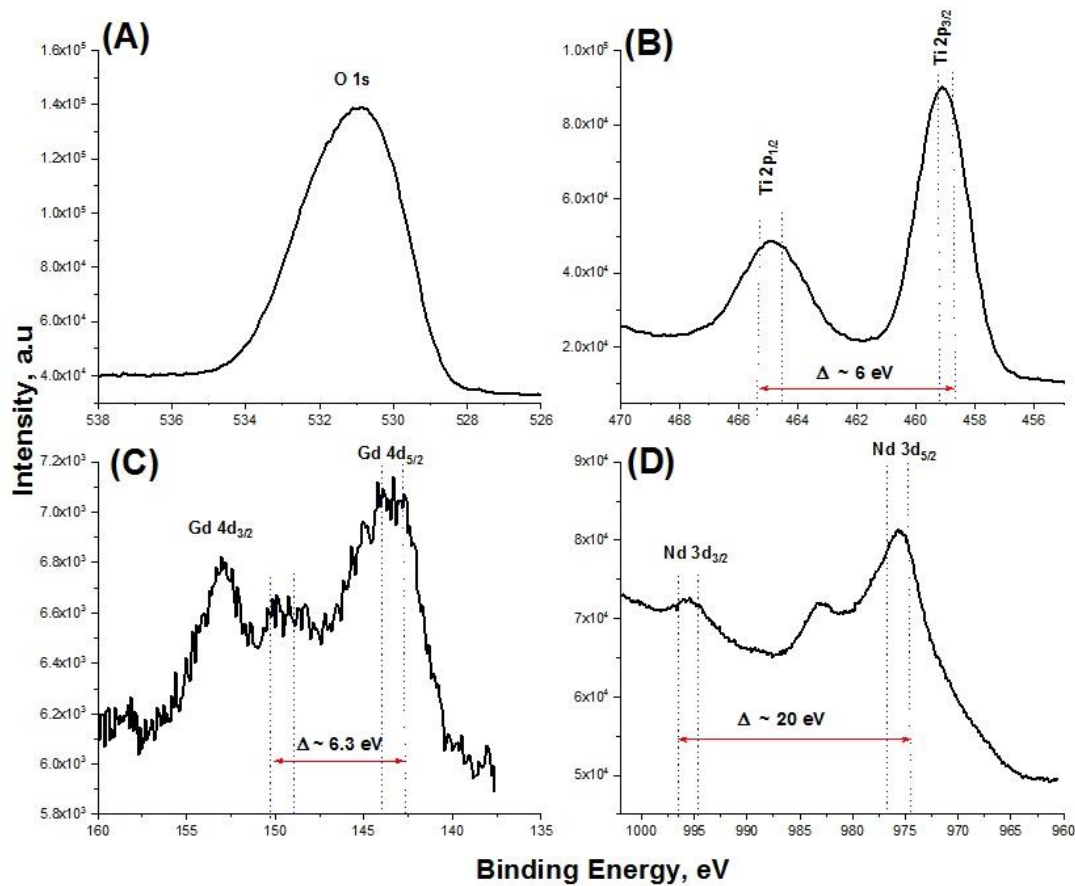 (A)
O 1s
1.6x10⁵
1.4x10⁵
1.2x10⁵
1.0x10⁵
8.0x10⁴
6.0x10⁴
4.0x10⁴
538 536 534 532 530 528 526
(B)
Ti 2p3/2
Ti 2p1/2
1.0x10⁵
8.0x10⁴
6.0x10⁴
4.0x10⁴
2.0x10⁴
Δ ~ 6 eV
470 468 466 464 462 460 458 456
Intensity, a.u
(C)
Gd 4d5/2
Gd 4d3/2
7.2x10³
7.0x10³
6.8x10³
6.6x10³
6.4x10³
6.2x10³
6.0x10³
5.8x10³
Δ ~ 6.3 eV
160 155 150 145 140 135
(D)
Nd 3d5/2
Nd 3d3/2
9x10⁴
8x10⁴
7x10⁴
6x10⁴
5x10⁴
Δ ~ 20 eV
1000 995 990 985 980 975 970 965 960
Binding Energy, eV